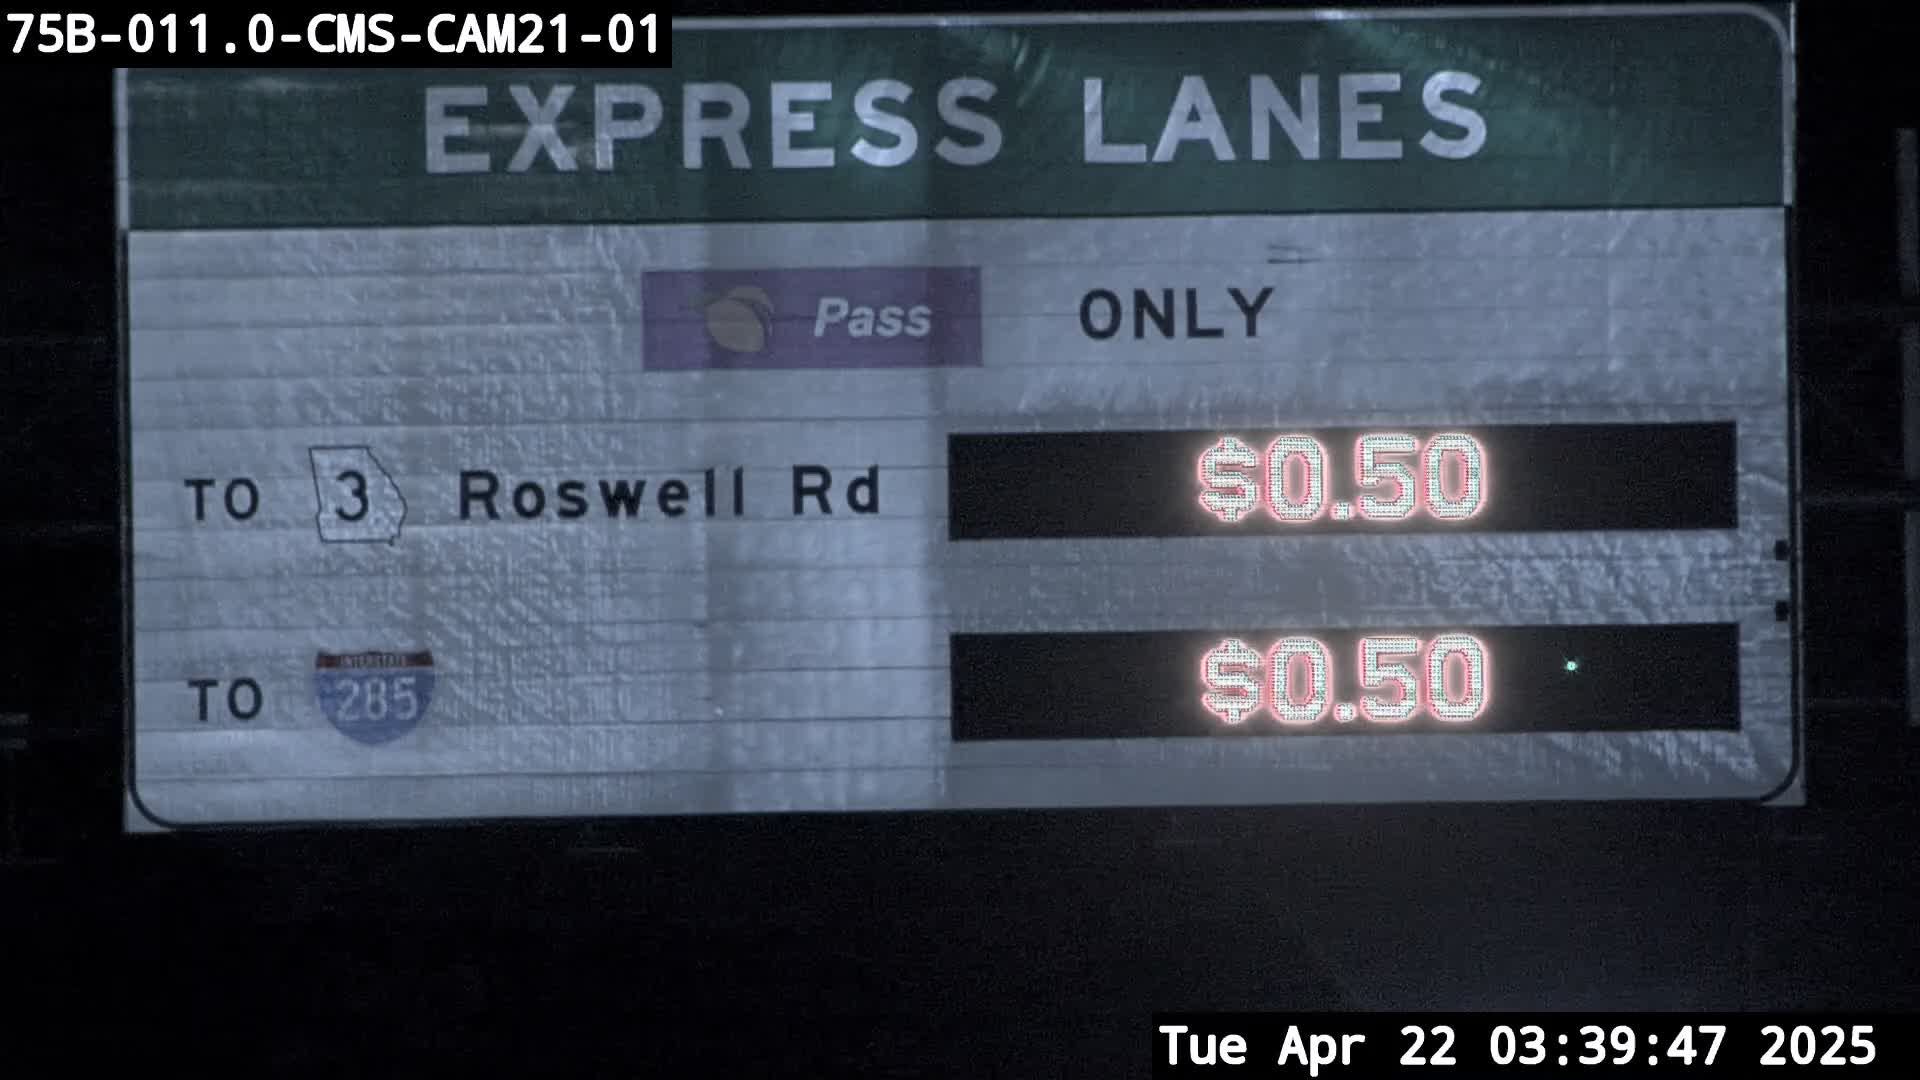 75B-011.0-CMS-CAM21-01
EXPRESS LANES
Pass ONLY
TO 3 Roswell Rd $0.50
TO INTERSTATE 285 $0.50
Tue Apr 22 03:39:47 2025